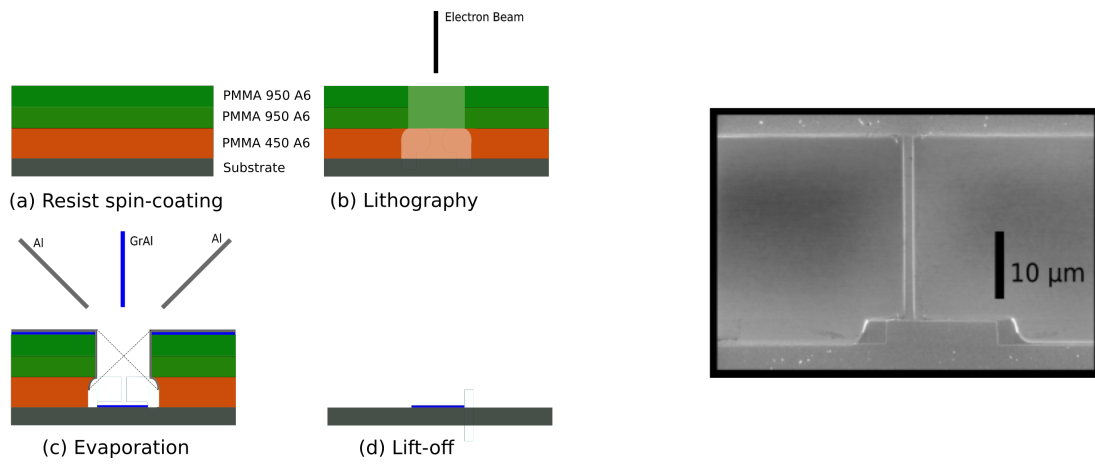 Electron Beam
PMMA 950 A6
PMMA 950 A6
PMMA 450 A6
Substrate
(a) Resist spin-coating
(b) Lithography
Al
GrAl
Al
10 μm
(c) Evaporation
(d) Lift-off